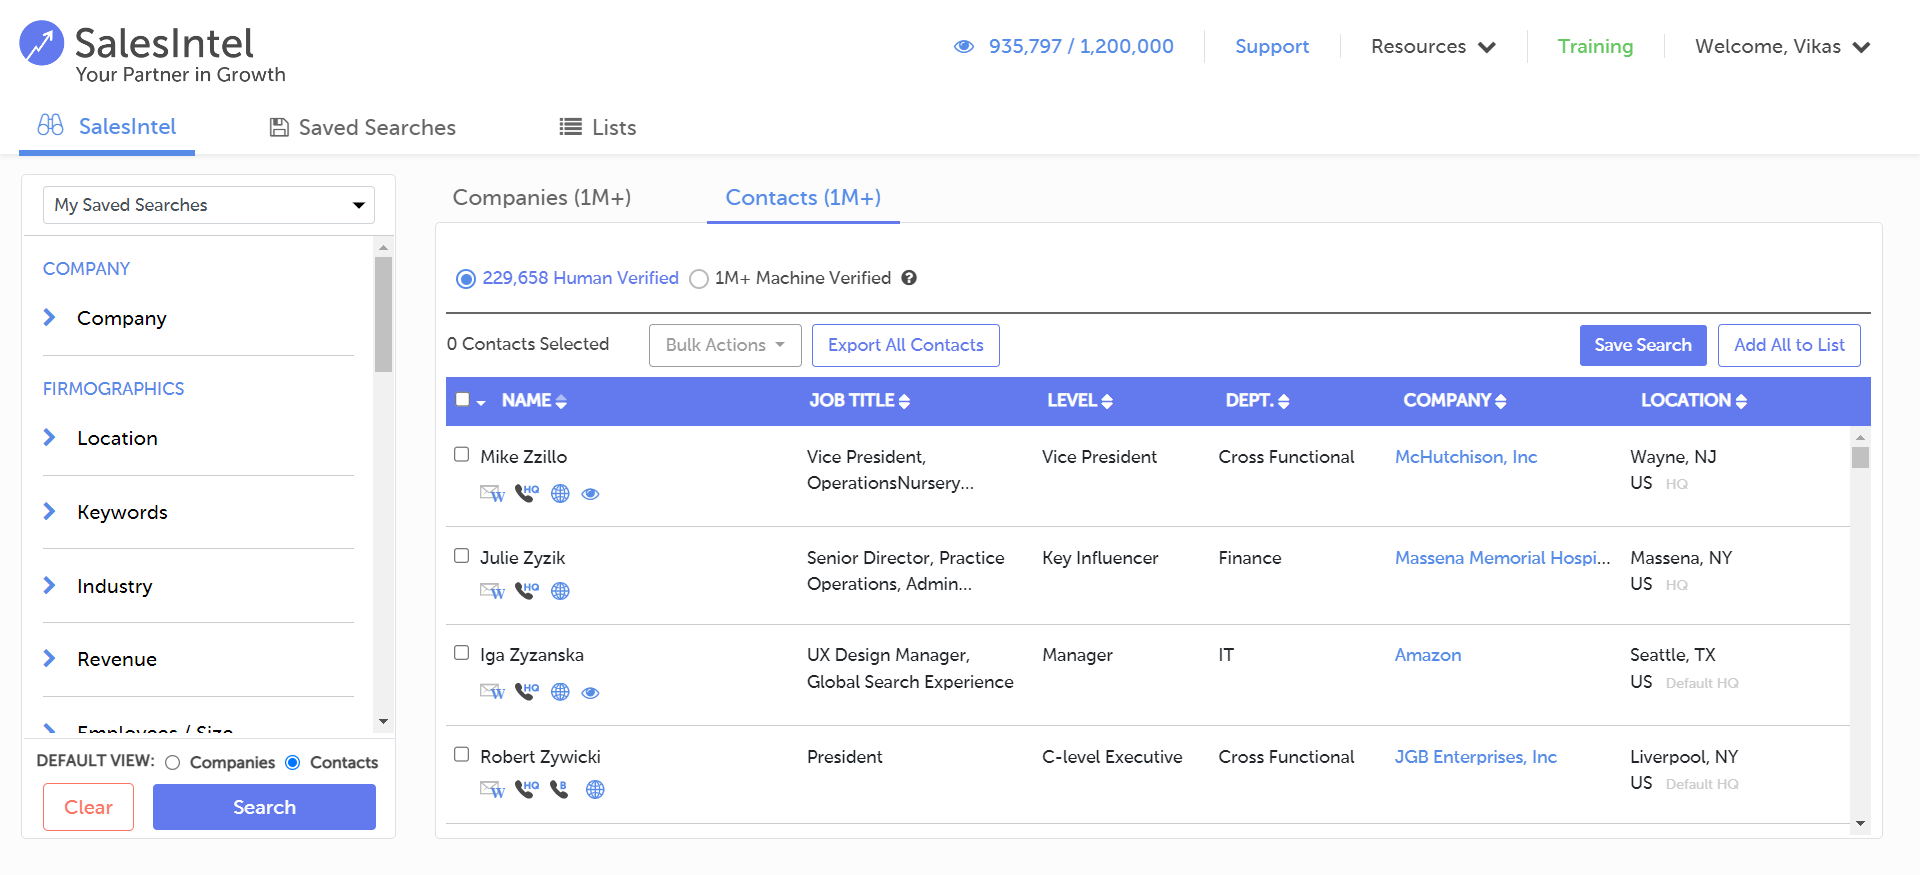 SalesIntel
Your Partner in Growth
935,797 / 1,200,000
Support
Resources
Training
Welcome, Vikas
SalesIntel
Saved Searches
Lists
My Saved Searches
COMPANY
Company
FIRMOGRAPHICS
Location
Keywords
Industry
Revenue
Employees / Size
DEFAULT VIEW: Companies Contacts
Clear
Search
Companies (1M+)
Contacts (1M+)
229,658 Human Verified 1M+ Machine Verified ?
0 Contacts Selected
Bulk Actions
Export All Contacts
Save Search
Add All to List
NAME JOB TITLE LEVEL DEPT. COMPANY LOCATION
Mike Zzillo Vice President, Vice President Cross Functional McHutchison, Inc Wayne, NJ
OperationsNursery... US HQ
W HQ
Julie Zyzik Senior Director, Practice Key Influencer Finance Massena Memorial Hospi... Massena, NY
Operations, Admin... US HQ
W HQ
Iga Zyzanska UX Design Manager, Manager IT Amazon Seattle, TX
Global Search Experience US Default HQ
W HQ
Robert Zywicki President C-level Executive Cross Functional JGB Enterprises, Inc Liverpool, NY
US Default HQ
W HQ B